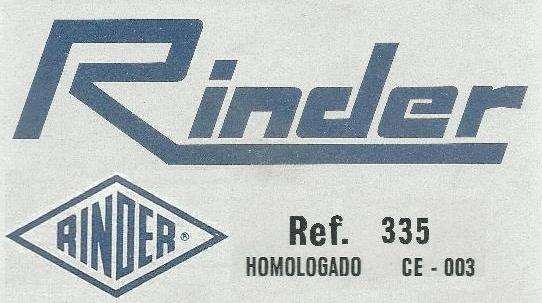 Rinder
RINDER®
Ref. 335
HOMOLOGADO CE - 003